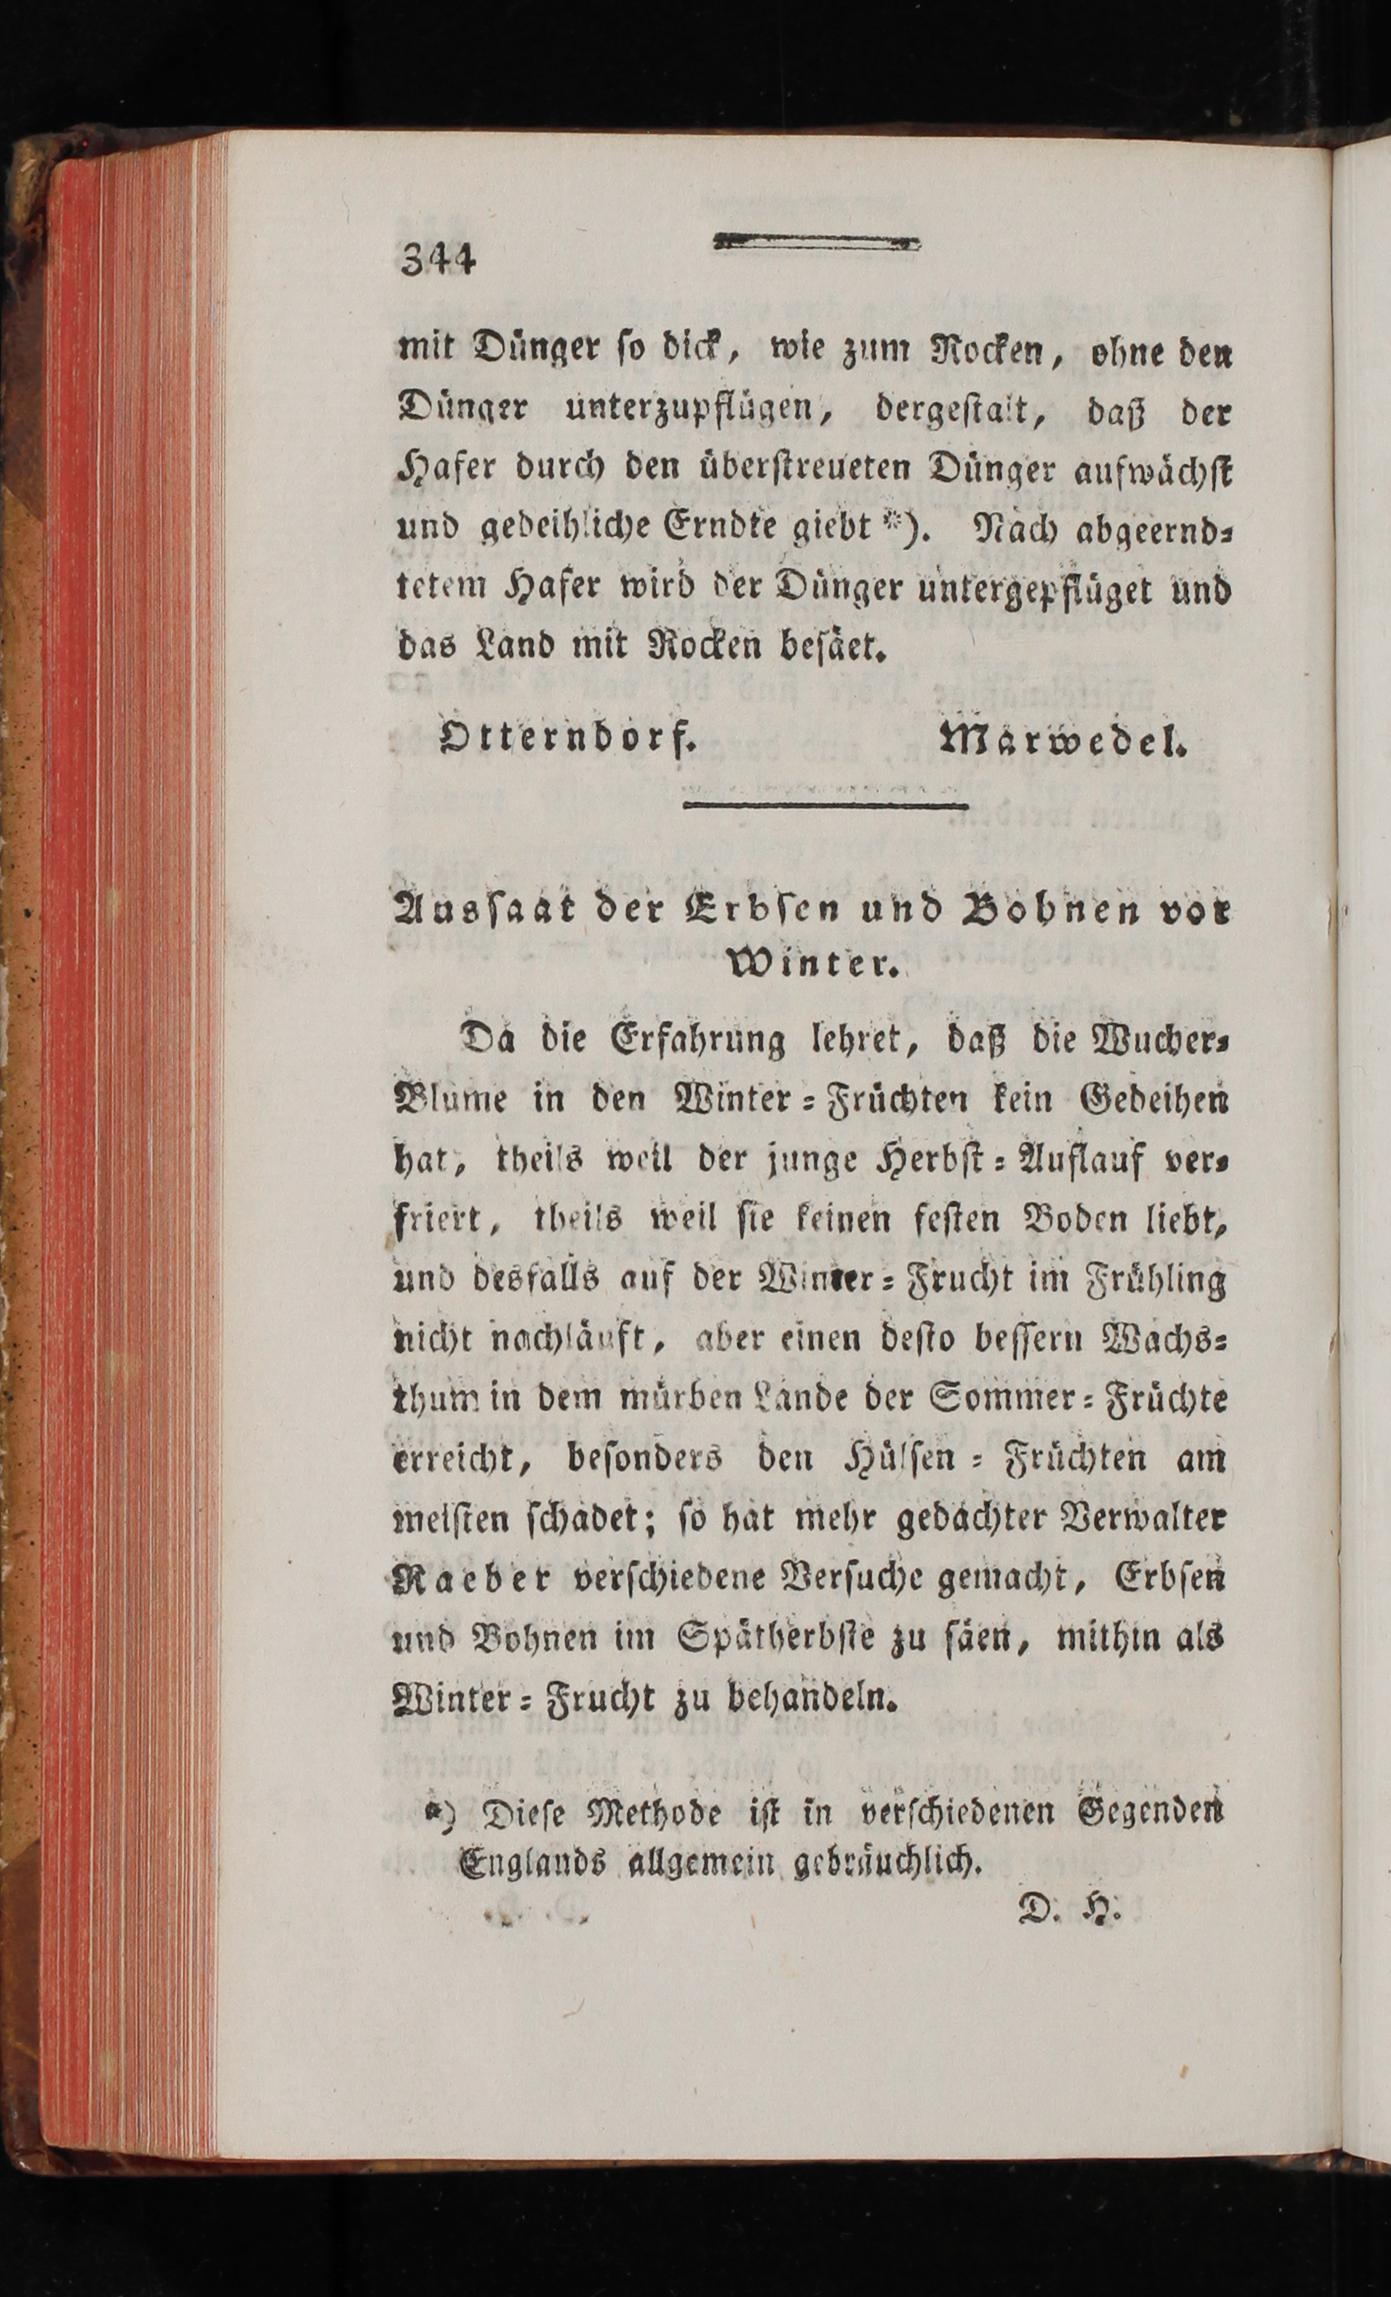 344
mit Dünger ſo dick, wie zum Rocken, ohne den
Dünger unterzupflügen, dergeſtalt, daß der
Hafer durch den überſtreueten Dünger aufwächſt
und gedeihliche Erndte giebt *). Nach abgeernd-
tetem Hafer wird der Dünger untergepflüget und
das Land mit Rocken beſäet.
Otterndorf. Marwedel.
Ausſaat der Erbſen und Bohnen vor
Winter.
Da die Erfahrung lehret, daß die Wucher-
Blume in den Winter-Früchten kein Gedeihen
hat, theils weil der junge Herbſt-Auflauf ver-
friert, theils weil ſie keinen feſten Boden liebt,
und desfalls auf der Winter-Frucht im Frühling
nicht nachläuft, aber einen deſto beſſern Wachs-
thum in dem mürben Lande der Sommer-Früchte
erreicht, beſonders den Hülſen-Früchten am
meiſten ſchadet; ſo hat mehr gedachter Verwalter
Raeber verſchiedene Verſuche gemacht, Erbſen
und Bohnen im Spätherbſte zu ſäen, mithin als
Winter-Frucht zu behandeln.
*) Dieſe Methode iſt in verſchiedenen Gegenden
Englands allgemein gebräuchlich.
D. H.